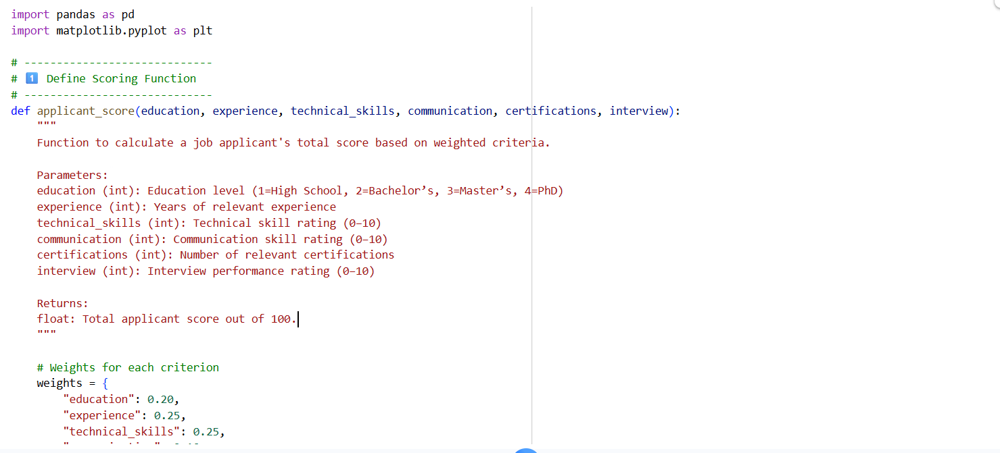 import pandas as pd
import matplotlib.pyplot as plt
# -----------------------------
# 1️⃣ Define Scoring Function
# -----------------------------
def applicant_score(education, experience, technical_skills, communication, certifications, interview):
"""
Function to calculate a job applicant's total score based on weighted criteria.
Parameters:
education (int): Education level (1=High School, 2=Bachelor’s, 3=Master’s, 4=PhD)
experience (int): Years of relevant experience
technical_skills (int): Technical skill rating (0–10)
communication (int): Communication skill rating (0–10)
certifications (int): Number of relevant certifications
interview (int): Interview performance rating (0–10)
Returns:
float: Total applicant score out of 100.
"""
# Weights for each criterion
weights = {
"education": 0.20,
"experience": 0.25,
"technical_skills": 0.25,